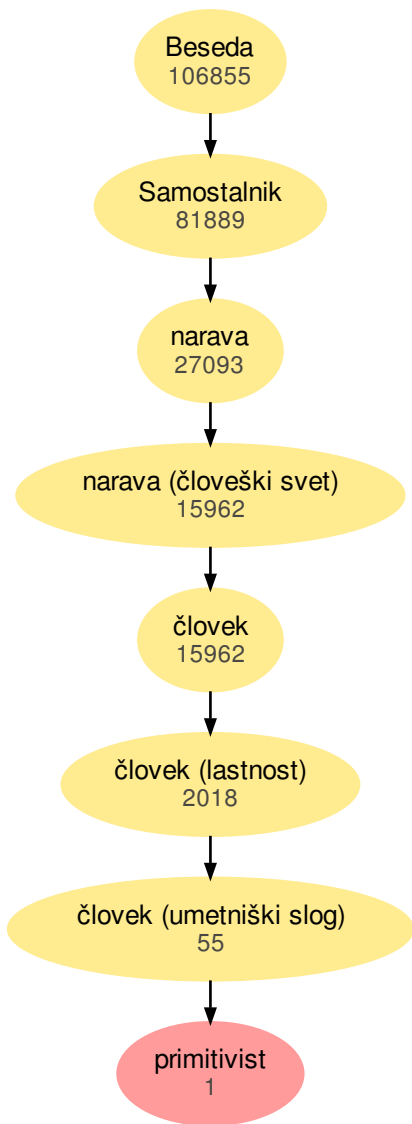 Beseda
106855
Samostalnik
81889
narava
27093
narava (človeški svet)
15962
človek
15962
človek (lastnost)
2018
človek (umetniški slog)
55
primitivist
1